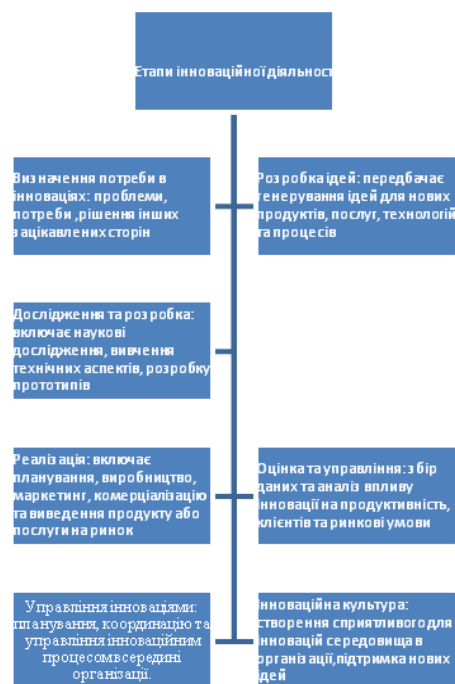 Етапи інноваційної діяльност
Визначення потреби в
інноваціях: проблеми,
потреби ,рішення інших
зацікавлених сторін
Розробка ідей: передбачає
генерування ідей для нових
продуктів, послуг, технологій
та процесів
Дослідження та розробка:
включає наукові
дослідження, вивчення
технічних аспектів, розробку
прототипів
Реалізація: включає
планування, виробництво,
маркетинг, комерціалізацію
та виведення продукту або
послуги на ринок
Оцінка та управління: збір
даних та аналіз впливу
інновації на продуктивність,
клієнтів та ринкові умови
Управління інноваціями:
планування, координацію та
управління інноваційним
процесом всередині
організації.
Інноваційна культура:
створення сприятливого для
інновацій середовища в
організації,підтримка нових
ідей